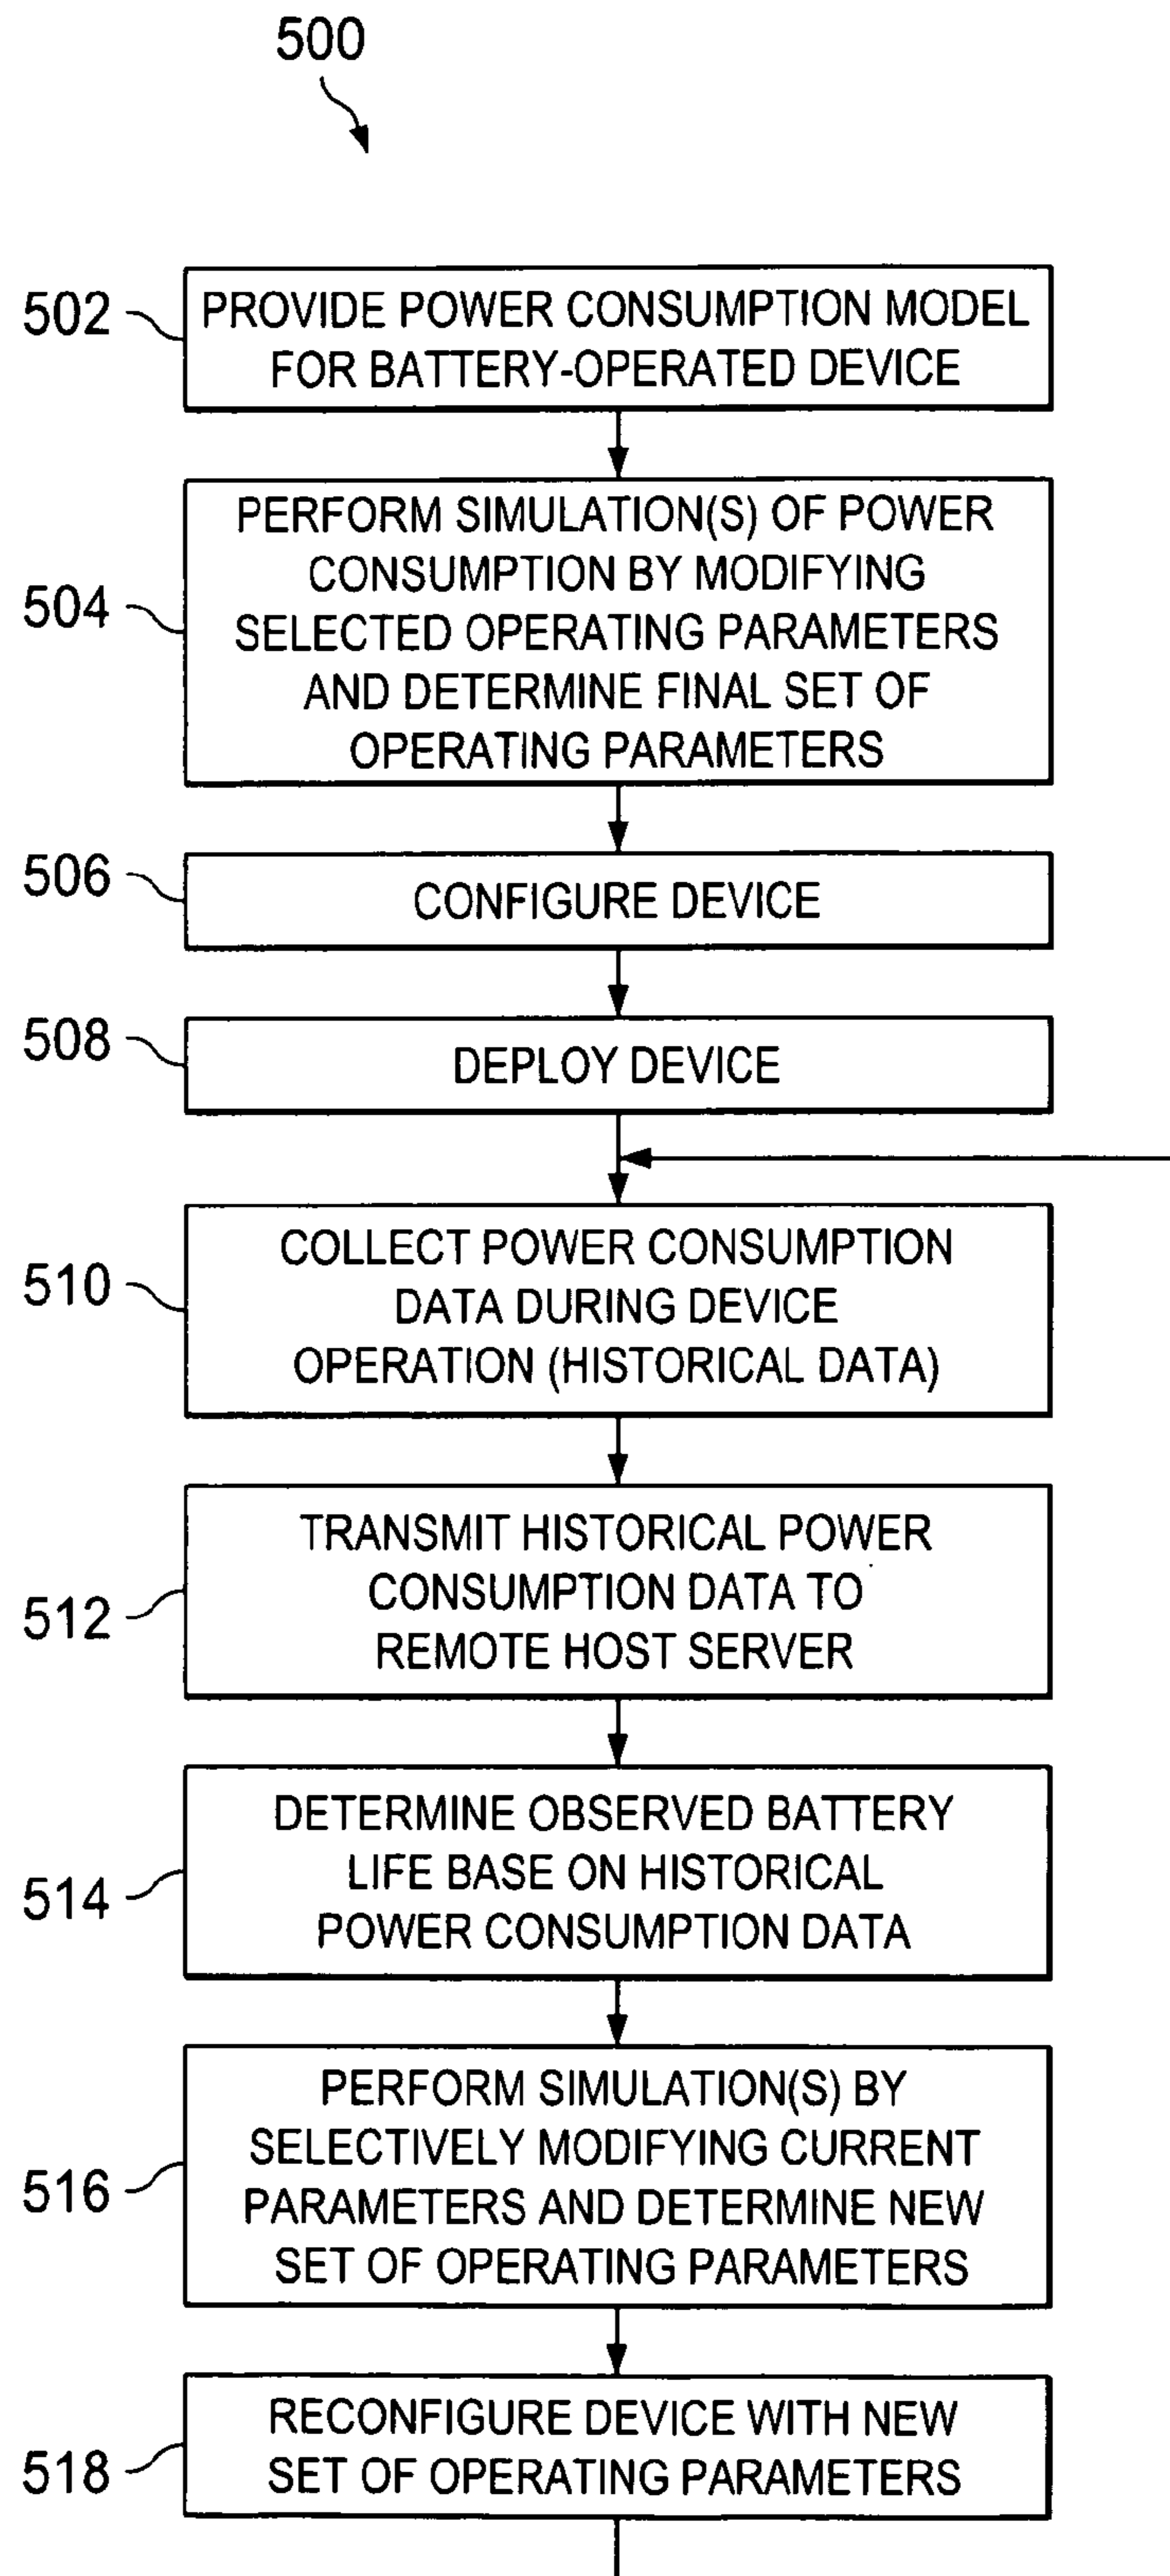 500
502
PROVIDE POWER CONSUMPTION MODEL
FOR BATTERY-OPERATED DEVICE
504
PERFORM SIMULATION(S) OF POWER
CONSUMPTION BY MODIFYING
SELECTED OPERATING PARAMETERS
AND DETERMINE FINAL SET OF
OPERATING PARAMETERS
506
CONFIGURE DEVICE
508
DEPLOY DEVICE
510
COLLECT POWER CONSUMPTION
DATA DURING DEVICE
OPERATION (HISTORICAL DATA)
512
TRANSMIT HISTORICAL POWER
CONSUMPTION DATA TO
REMOTE HOST SERVER
514
DETERMINE OBSERVED BATTERY
LIFE BASE ON HISTORICAL
POWER CONSUMPTION DATA
516
PERFORM SIMULATION(S) BY
SELECTIVELY MODIFYING CURRENT
PARAMETERS AND DETERMINE NEW
SET OF OPERATING PARAMETERS
518
RECONFIGURE DEVICE WITH NEW
SET OF OPERATING PARAMETERS